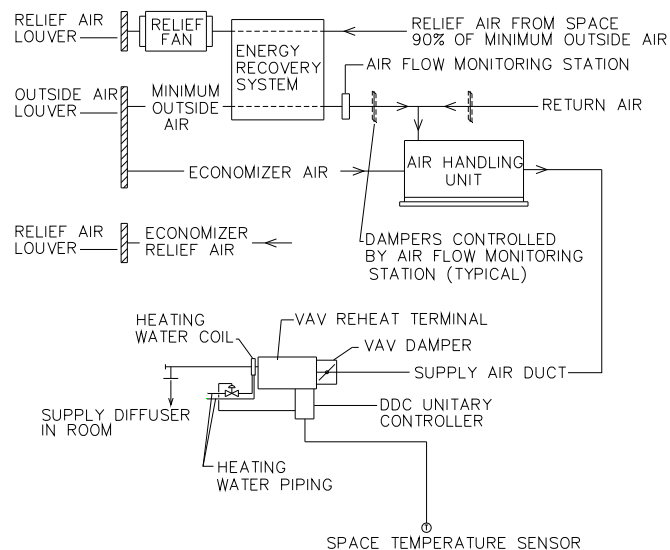 RELIEF AIR
LOUVER
RELIEF
FAN
RELIEF AIR FROM SPACE
90% OF MINIMUM OUTSIDE AIR
ENERGY
RECOVERY
SYSTEM
AIR FLOW MONITORING STATION
OUTSIDE AIR
LOUVER
MINIMUM
OUTSIDE
AIR
RETURN AIR
ECONOMIZER AIR
AIR HANDLING
UNIT
RELIEF AIR
LOUVER
ECONOMIZER
RELIEF AIR
DAMPERS CONTROLLED
BY AIR FLOW MONITORING
STATION (TYPICAL)
HEATING
WATER COIL
VAV REHEAT TERMINAL
VAV DAMPER
SUPPLY AIR DUCT
SUPPLY DIFFUSER
IN ROOM
DDC UNITARY
CONTROLLER
HEATING
WATER PIPING
SPACE TEMPERATURE SENSOR